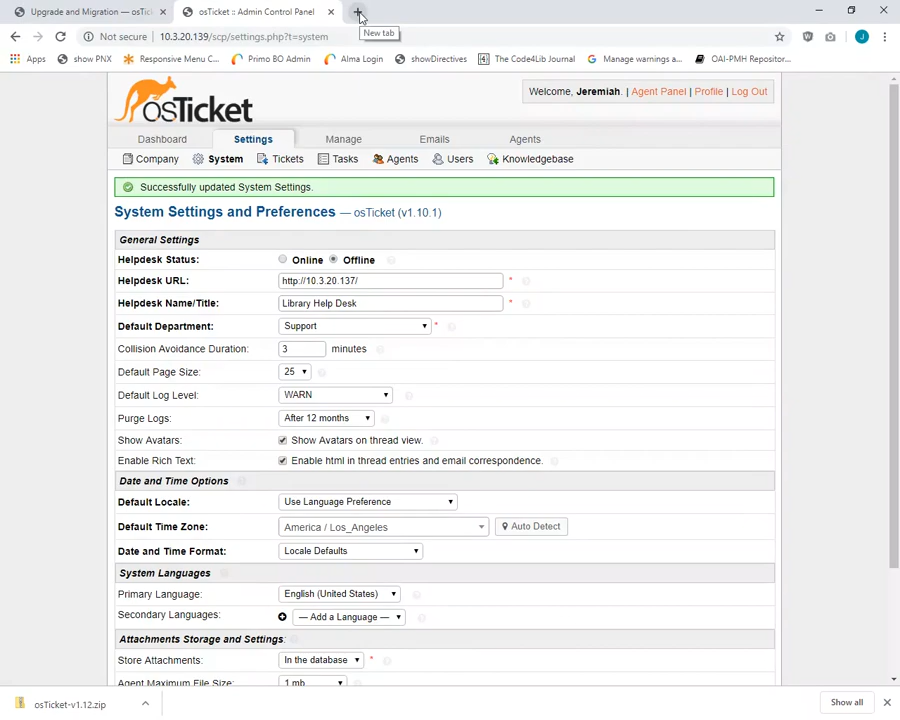 Upgrade and Migration — osTic
osTicket :: Admin Control Panel
New tab
Not secure | 10.3.20.139/scp/settings.php?t=system
Apps
show PNX
Responsive Menu C...
Primo BO Admin
Alma Login
show Directives
The Code4Lib Journal
Manage warnings a...
OAI-PMH Repositor...
osTicket
Welcome, Jeremiah. | Agent Panel | Profile | Log Out
Dashboard Settings Manage Emails Agents
Company System Tickets Tasks Agents Users Knowledgebase
Successfully updated System Settings.
System Settings and Preferences — osTicket (v1.10.1)
General Settings
Helpdesk Status: Online Offline
Helpdesk URL: http://10.3.20.137/ *
Helpdesk Name/Title: Library Help Desk *
Default Department: Support *
Collision Avoidance Duration: 3 minutes
Default Page Size: 25
Default Log Level: WARN
Purge Logs: After 12 months
Show Avatars: Show Avatars on thread view.
Enable Rich Text: Enable html in thread entries and email correspondence.
Date and Time Options
Default Locale: Use Language Preference
Default Time Zone: America / Los_Angeles Auto Detect
Date and Time Format: Locale Defaults
System Languages
Primary Language: English (United States)
Secondary Languages: — Add a Language —
Attachments Storage and Settings:
Store Attachments: In the database *
Agent Maximum File Size: 1 mb
osTicket-v1.12.zip
Show all